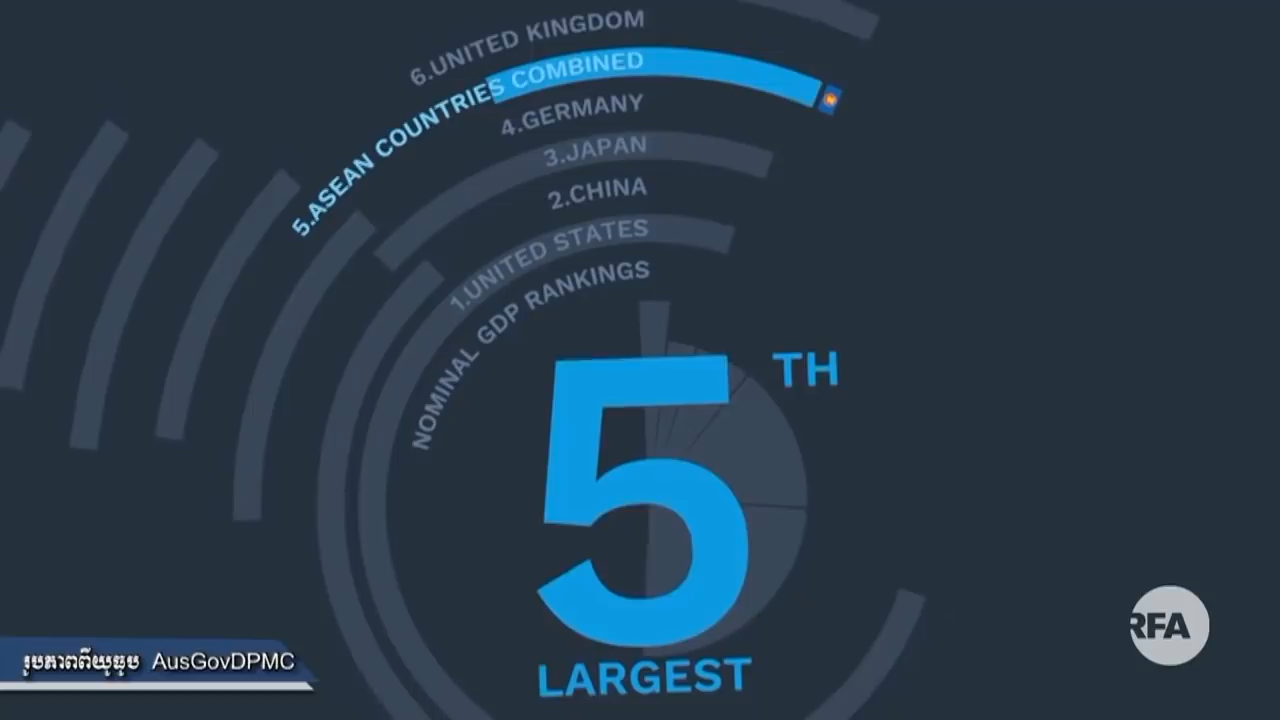 6.UNITED KINGDOM
5.ASEAN COUNTRIES COMBINED
4.GERMANY
3.JAPAN
2.CHINA
1.UNITED STATES
NOMINAL GDP RANKINGS
5TH
LARGEST
RFA
រូបភាពពីយូធូប AusGovDPMC